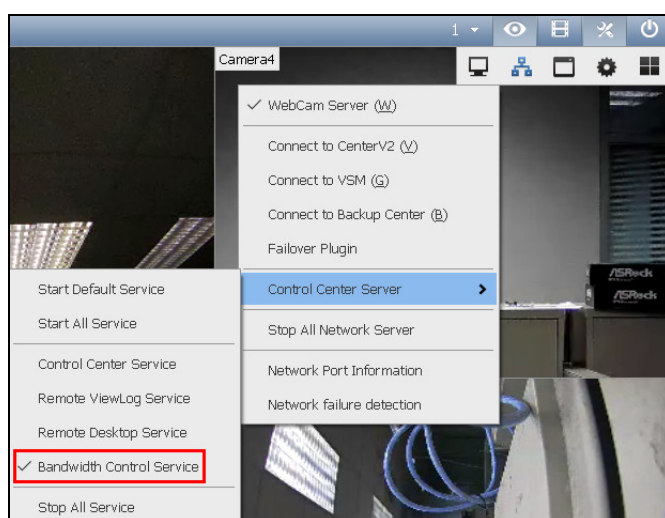 1
Camera4
WebCam Server (W)
Connect to CenterV2 (V)
Connect to VSM (G)
Connect to Backup Center (B)
Failover Plugin
Control Center Server
Stop All Network Server
Network Port Information
Network failure detection
Start Default Service
Start All Service
Control Center Service
Remote ViewLog Service
Remote Desktop Service
Bandwidth Control Service
Stop All Service
ASRock
ASRock